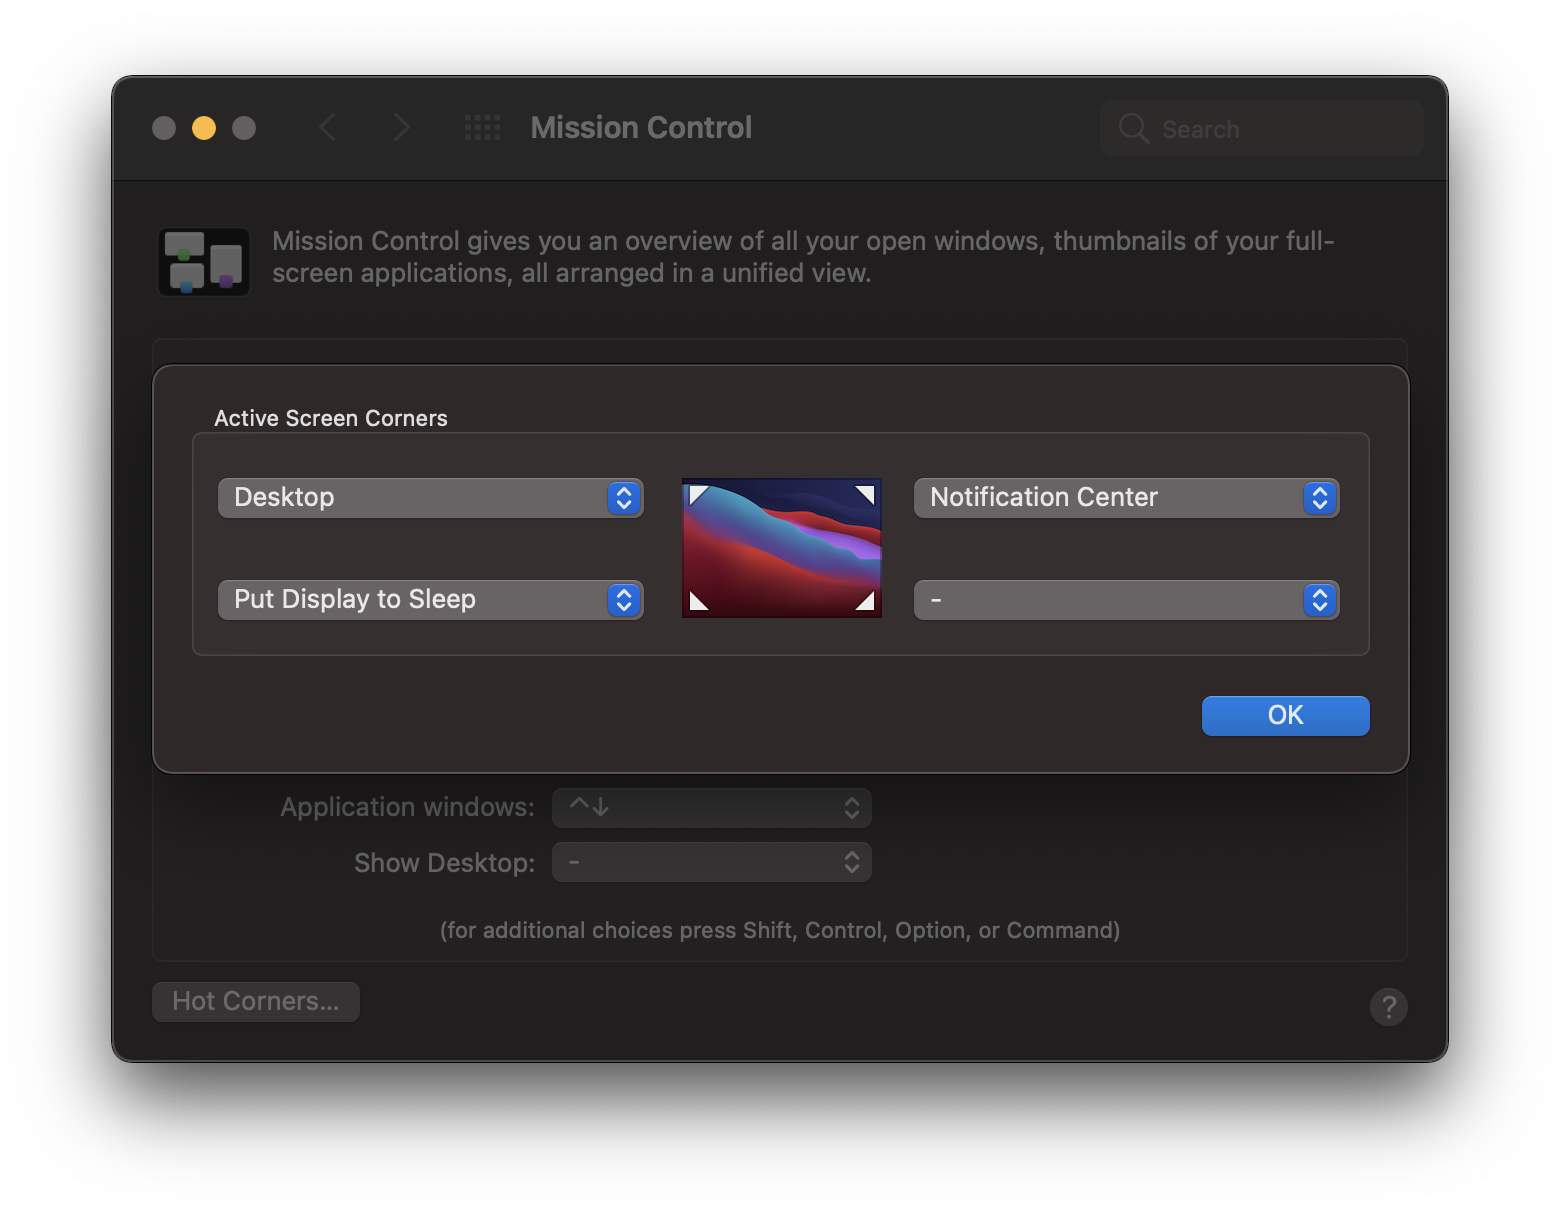 Mission Control
Search
Mission Control gives you an overview of all your open windows, thumbnails of your full-
screen applications, all arranged in a unified view.
Active Screen Corners
Desktop
Notification Center
Put Display to Sleep
-
OK
Application windows: ^↓
Show Desktop: -
(for additional choices press Shift, Control, Option, or Command)
Hot Corners...
?